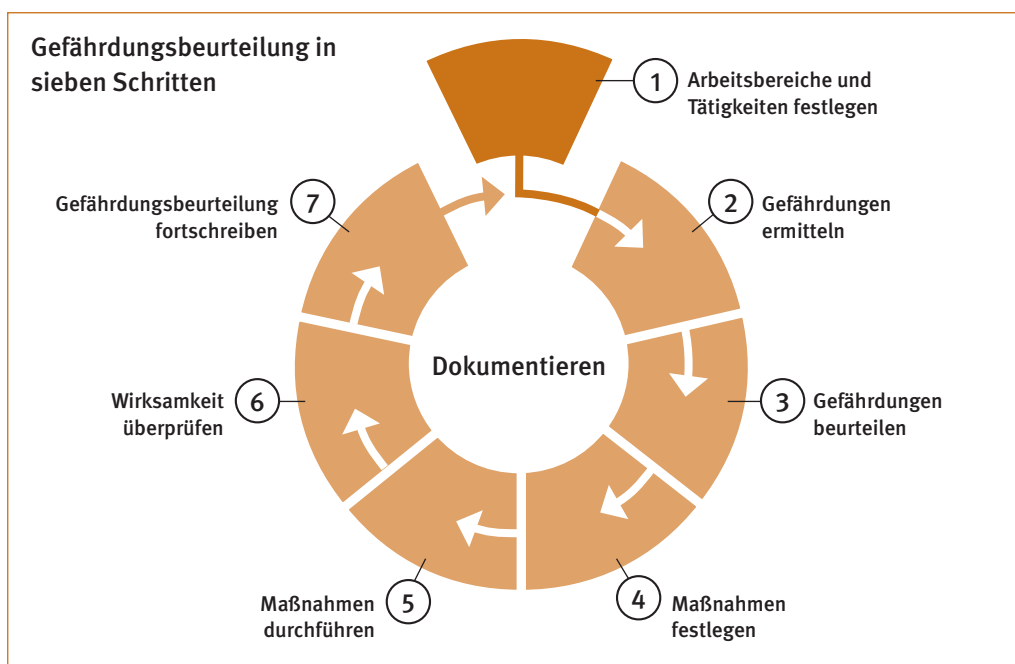 Gefährdungsbeurteilung in
sieben Schritten
1
Arbeitsbereiche und
Tätigkeiten festlegen
2
Gefährdungen
ermitteln
3
Gefährdungen
beurteilen
4
Maßnahmen
festlegen
5
Maßnahmen
durchführen
6
Wirksamkeit
überprüfen
7
Gefährdungsbeurteilung
fortschreiben
Dokumentieren